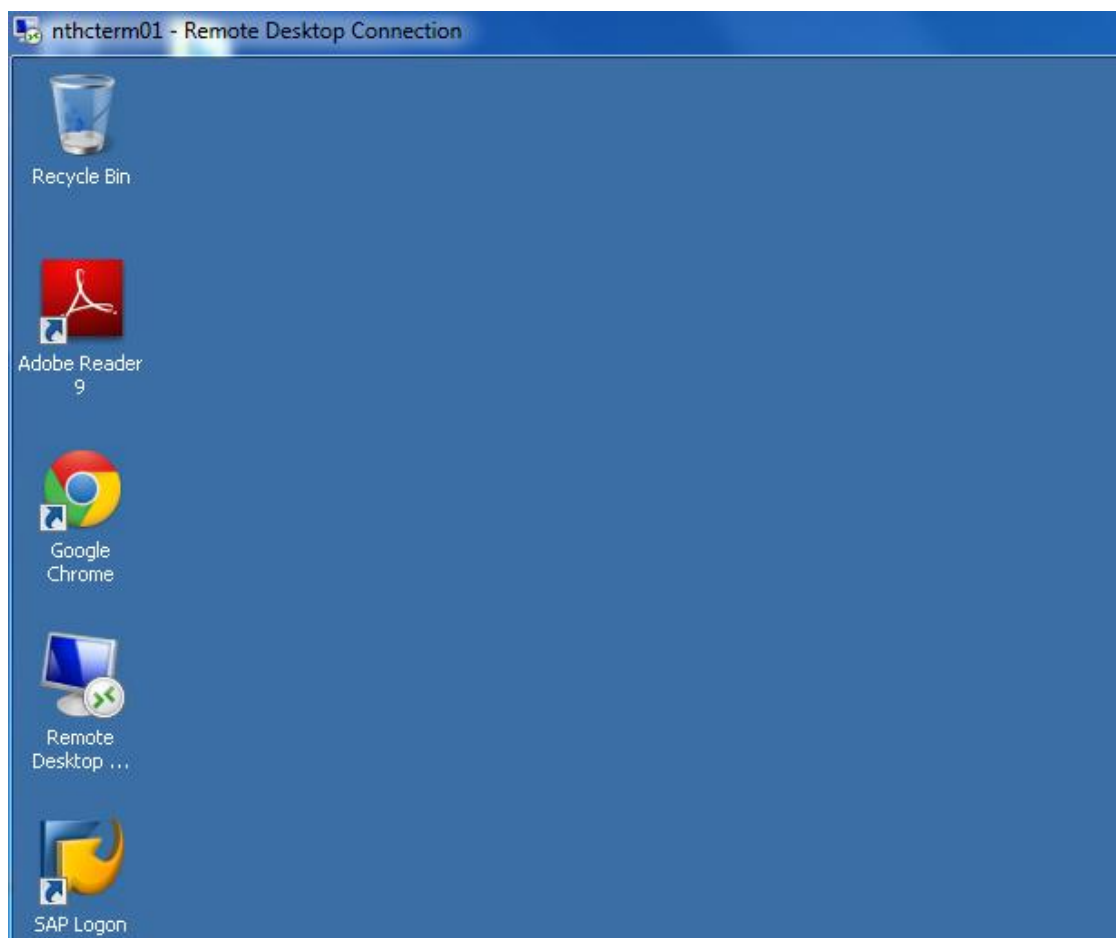 nthcterm01 - Remote Desktop Connection
Recycle Bin
Adobe Reader
9
Google
Chrome
Remote
Desktop ...
SAP Logon